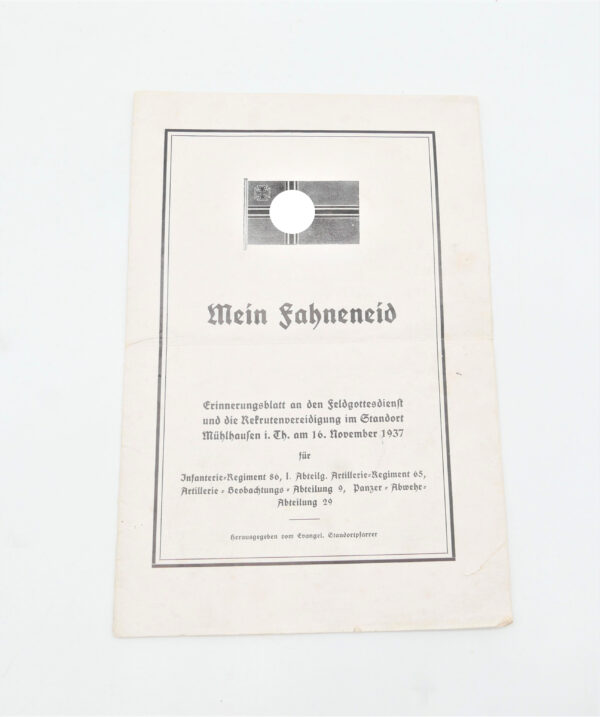 Mein Fahneneid
Erinnerungsblatt an den Feldgottesdienst
und die Rekrutenvereidigung im Standort
Mühlhausen i. Th. am 16. November 1937
für
Infanterie-Regiment 86, I. Abteilg. Artillerie-Regiment 65,
Artillerie-Beobachtungs-Abteilung 9, Panzer-Abwehr-
Abteilung 29
Herausgegeben vom Evangel. Standortpfarrer